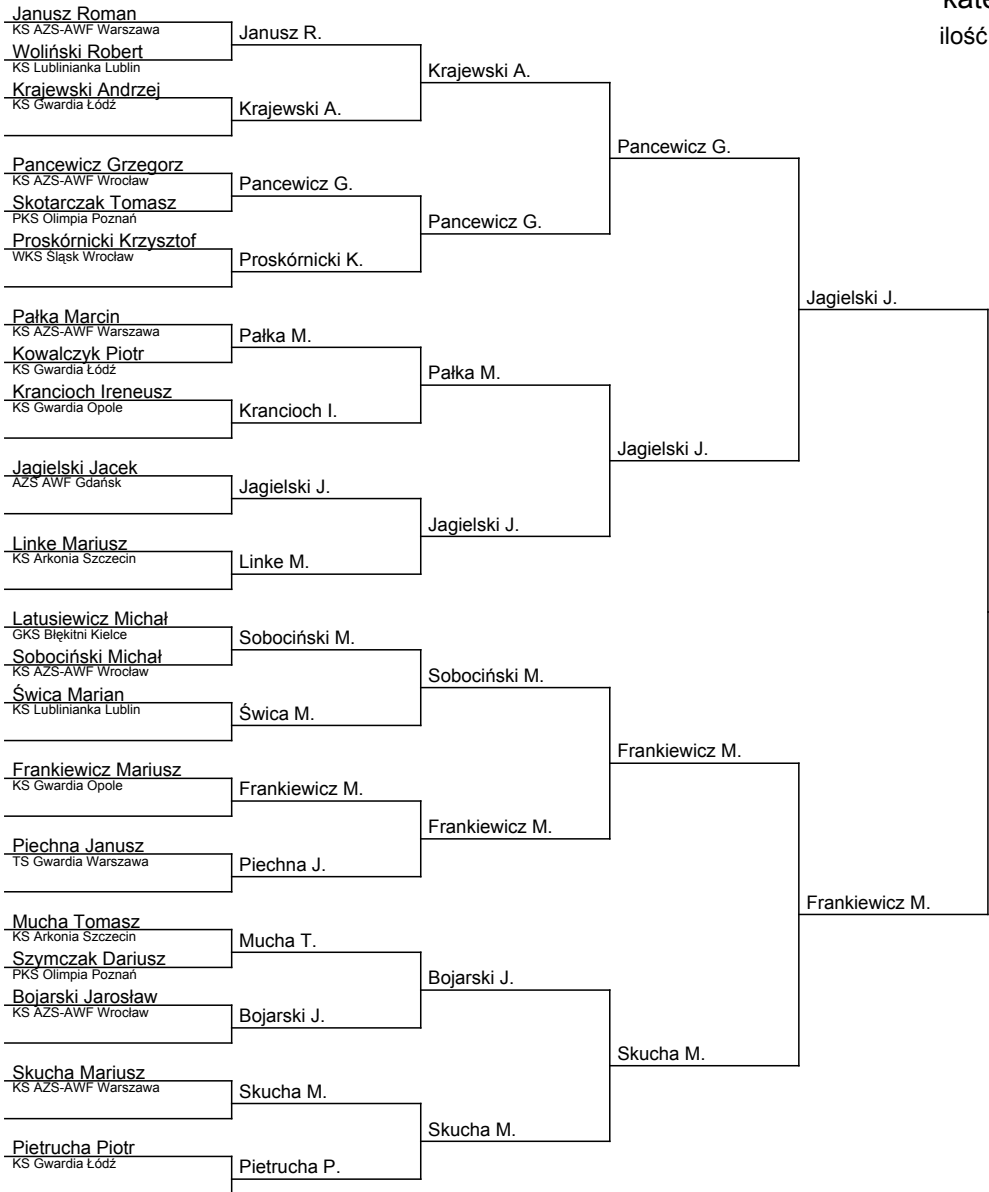 kate
ilość
Janusz Roman
KS AZS-AWF Warszawa
Woliński Robert
KS Lublinianka Lublin
Krajewski Andrzej
KS Gwardia Łódź
Pancewicz Grzegorz
KS AZS-AWF Wrocław
Skotarczak Tomasz
PKS Olimpia Poznań
Proskórnicki Krzysztof
WKS Śląsk Wrocław
Pałka Marcin
KS AZS-AWF Warszawa
Kowalczyk Piotr
KS Gwardia Łódź
Krancioch Ireneusz
KS Gwardia Opole
Jagielski Jacek
AZS AWF Gdańsk
Linke Mariusz
KS Arkonia Szczecin
Latusiewicz Michał
GKS Błękitni Kielce
Sobociński Michał
KS AZS-AWF Wrocław
Świca Marian
KS Lublinianka Lublin
Frankiewicz Mariusz
KS Gwardia Opole
Piechna Janusz
TS Gwardia Warszawa
Mucha Tomasz
KS Arkonia Szczecin
Szymczak Dariusz
PKS Olimpia Poznań
Bojarski Jarosław
KS AZS-AWF Wrocław
Skucha Mariusz
KS AZS-AWF Warszawa
Pietrucha Piotr
KS Gwardia Łódź
Janusz R.
Krajewski A.
Pancewicz G.
Proskórnicki K.
Pałka M.
Krancioch I.
Jagielski J.
Linke M.
Sobociński M.
Świca M.
Frankiewicz M.
Piechna J.
Mucha T.
Bojarski J.
Skucha M.
Pietrucha P.
Krajewski A.
Pancewicz G.
Pałka M.
Jagielski J.
Sobociński M.
Frankiewicz M.
Bojarski J.
Skucha M.
Pancewicz G.
Jagielski J.
Frankiewicz M.
Skucha M.
Jagielski J.
Frankiewicz M.